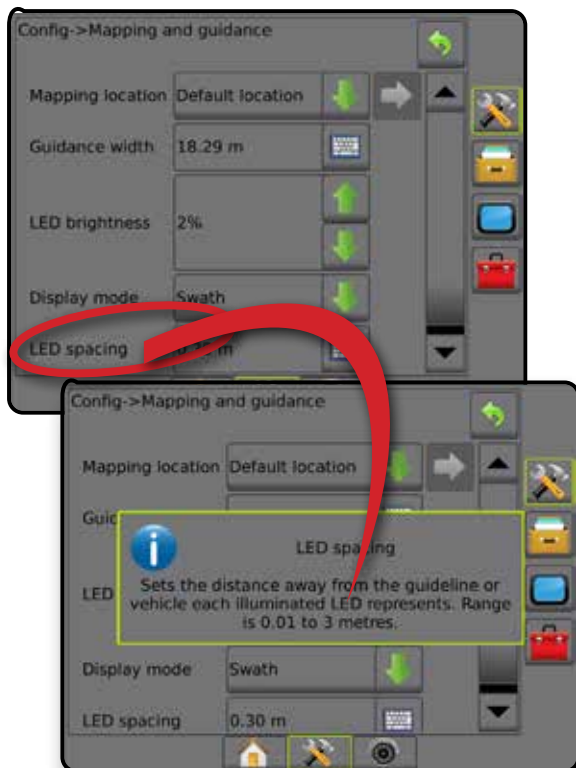 Config->Mapping and guidance
Mapping location Default location
Guidance width 18.29 m
LED brightness 2%
Display mode Swath
LED spacing m
Config->Mapping and guidance
Mapping location Default location
LED spacing
Sets the distance away from the guideline or
vehicle each illuminated LED represents. Range
is 0.01 to 3 metres.
LED
Display mode Swath
LED spacing 0.30 m